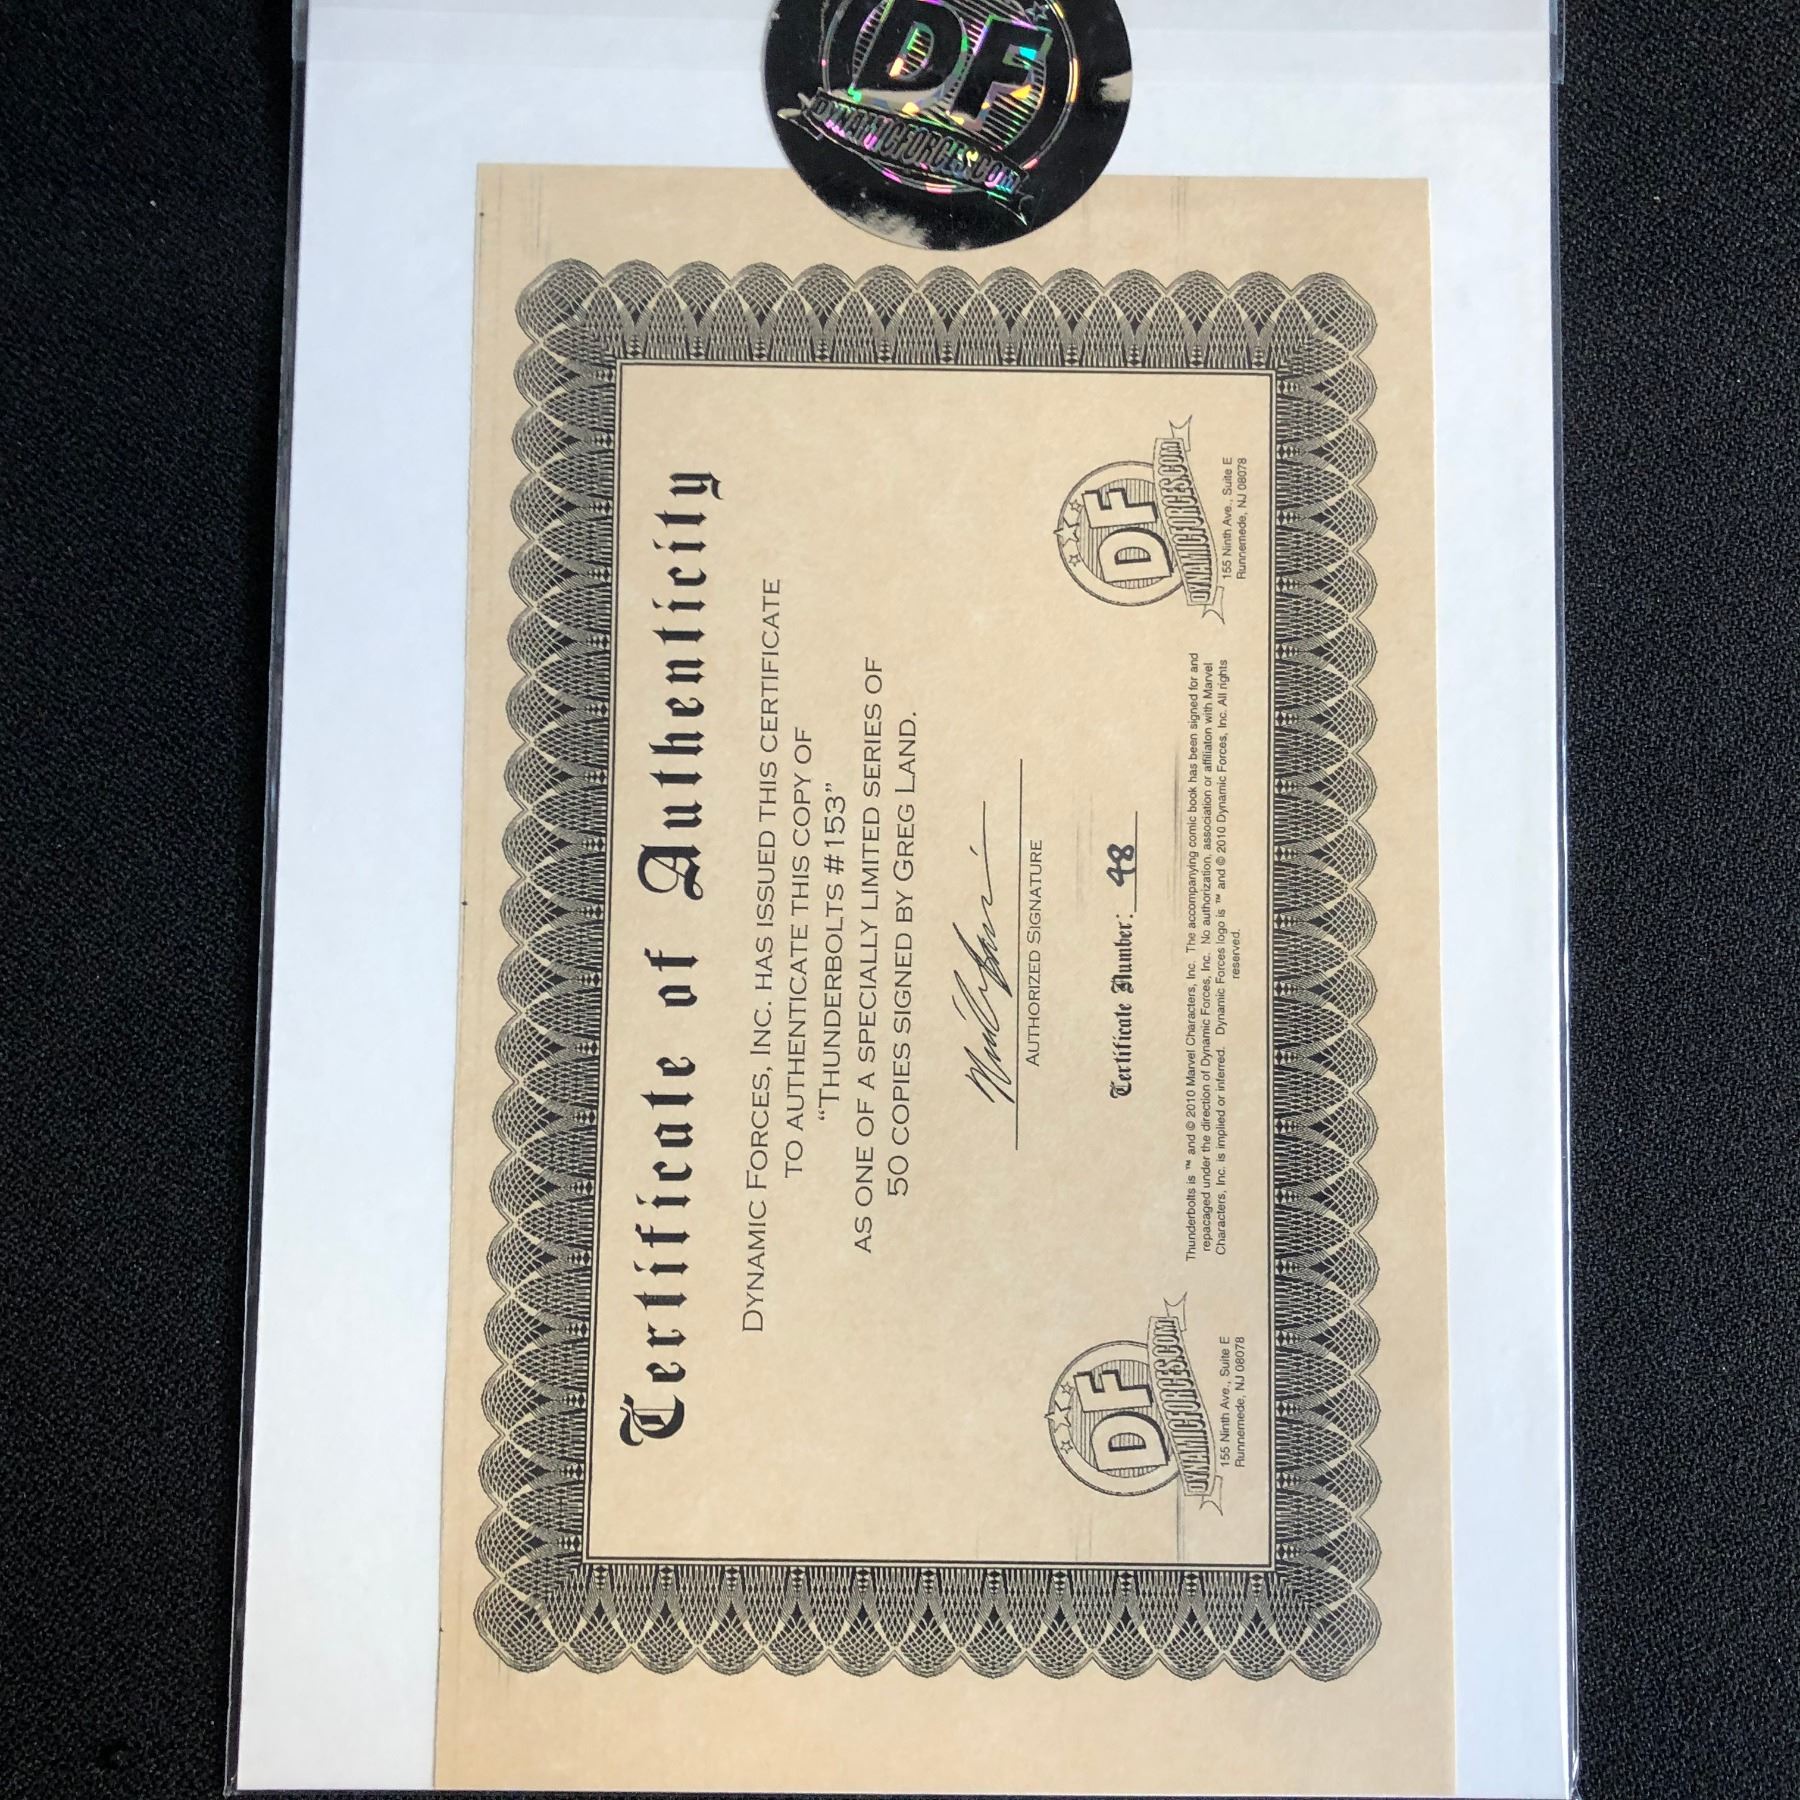 DF
DYNAMICFORCES.COM
Certificate of Authenticity
DYNAMIC FORCES, INC. HAS ISSUED THIS CERTIFICATE
TO AUTHENTICATE THIS COPY OF
“THUNDERBOLTS #153”
AS ONE OF A SPECIALLY LIMITED SERIES OF
50 COPIES SIGNED BY GREG LAND.
AUTHORIZED SIGNATURE
Certificate Number: 48
DF
DYNAMICFORCES.COM
155 Ninth Ave., Suite E
Runnemede, NJ 08078
Thunderbolts is ™ and © 2010 Marvel Characters, Inc. The accompanying comic book has been signed for and
repacaged under the direction of Dynamic Forces, Inc. No authorization, association or affiliaton with Marvel
Characters, Inc. is implied or inferred. Dynamic Forces logo is ™ and © 2010 Dynamic Forces, Inc. All rights
reserved.
DF
DYNAMICFORCES.COM
155 Ninth Ave., Suite E
Runnemede, NJ 08078